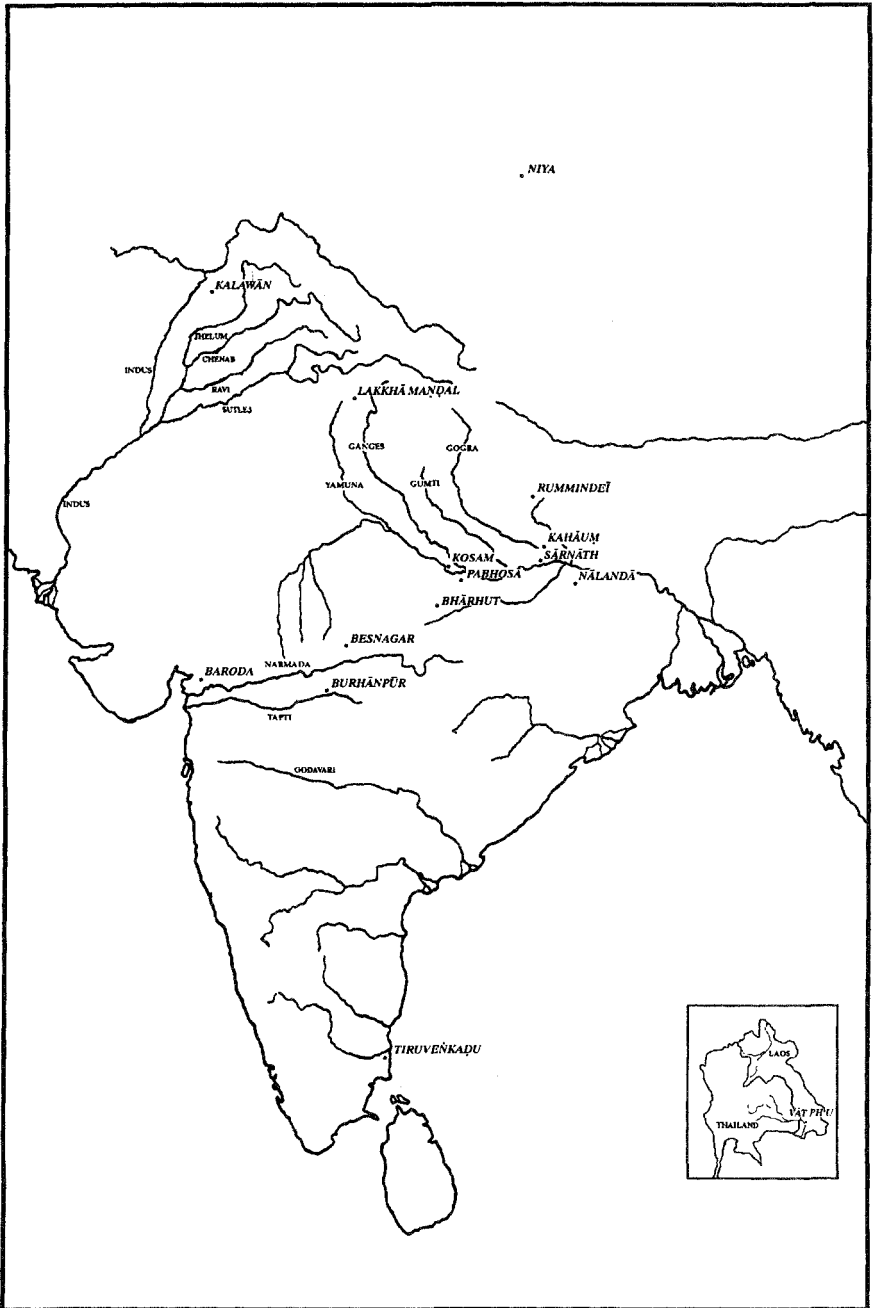 NIYA
KALAWĀN
JHELUM
CHENAB
INDUS
RAVI
SUTLEJ
LAKKHĀ MANḌAL
GANGES
GOGRA
YAMUNA
GUMTI
RUMMINDEĪ
INDUS
KAHĀUṂ
SĀRNĀTH
KOSAM
PABHOSĀ
NĀLANDĀ
BHĀRHUT
BESNAGAR
NARMADA
BARODA
BURHĀNPŪR
TAPTI
GODAVARI
TIRUVEṄKAḌU
LAOS
VĀT PH'U
THAILAND